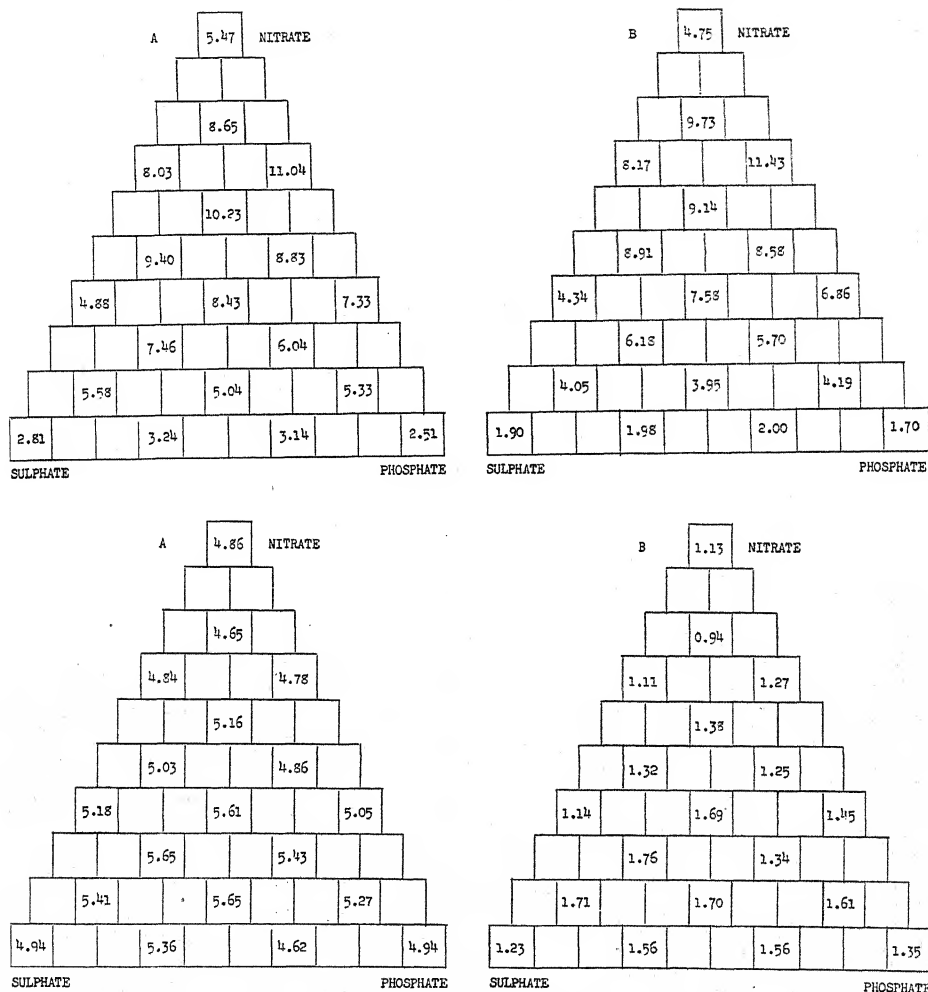 A 5.47 NITRATE
8.65
8.03 11.04
10.23
9.40 8.83
4.88 8.43 7.33
7.46 6.04
5.58 5.04 5.33
2.81 3.24 3.14 2.51
SULPHATE PHOSPHATE
B 4.75 NITRATE
9.73
8.17 11.43
9.14
8.91 8.58
4.34 7.58 6.86
6.18 5.70
4.05 3.95 4.19
1.90 1.98 2.00 1.70
SULPHATE PHOSPHATE
A 4.86 NITRATE
4.65
4.84 4.78
5.16
5.03 4.86
5.18 5.61 5.05
5.65 5.43
5.41 5.65 5.27
4.94 5.36 4.62 4.94
SULPHATE PHOSPHATE
B 1.13 NITRATE
0.94
1.11 1.27
1.38
1.32 1.25
1.14 1.69 1.45
1.76 1.34
1.71 1.70 1.61
1.23 1.56 1.56 1.35
SULPHATE PHOSPHATE